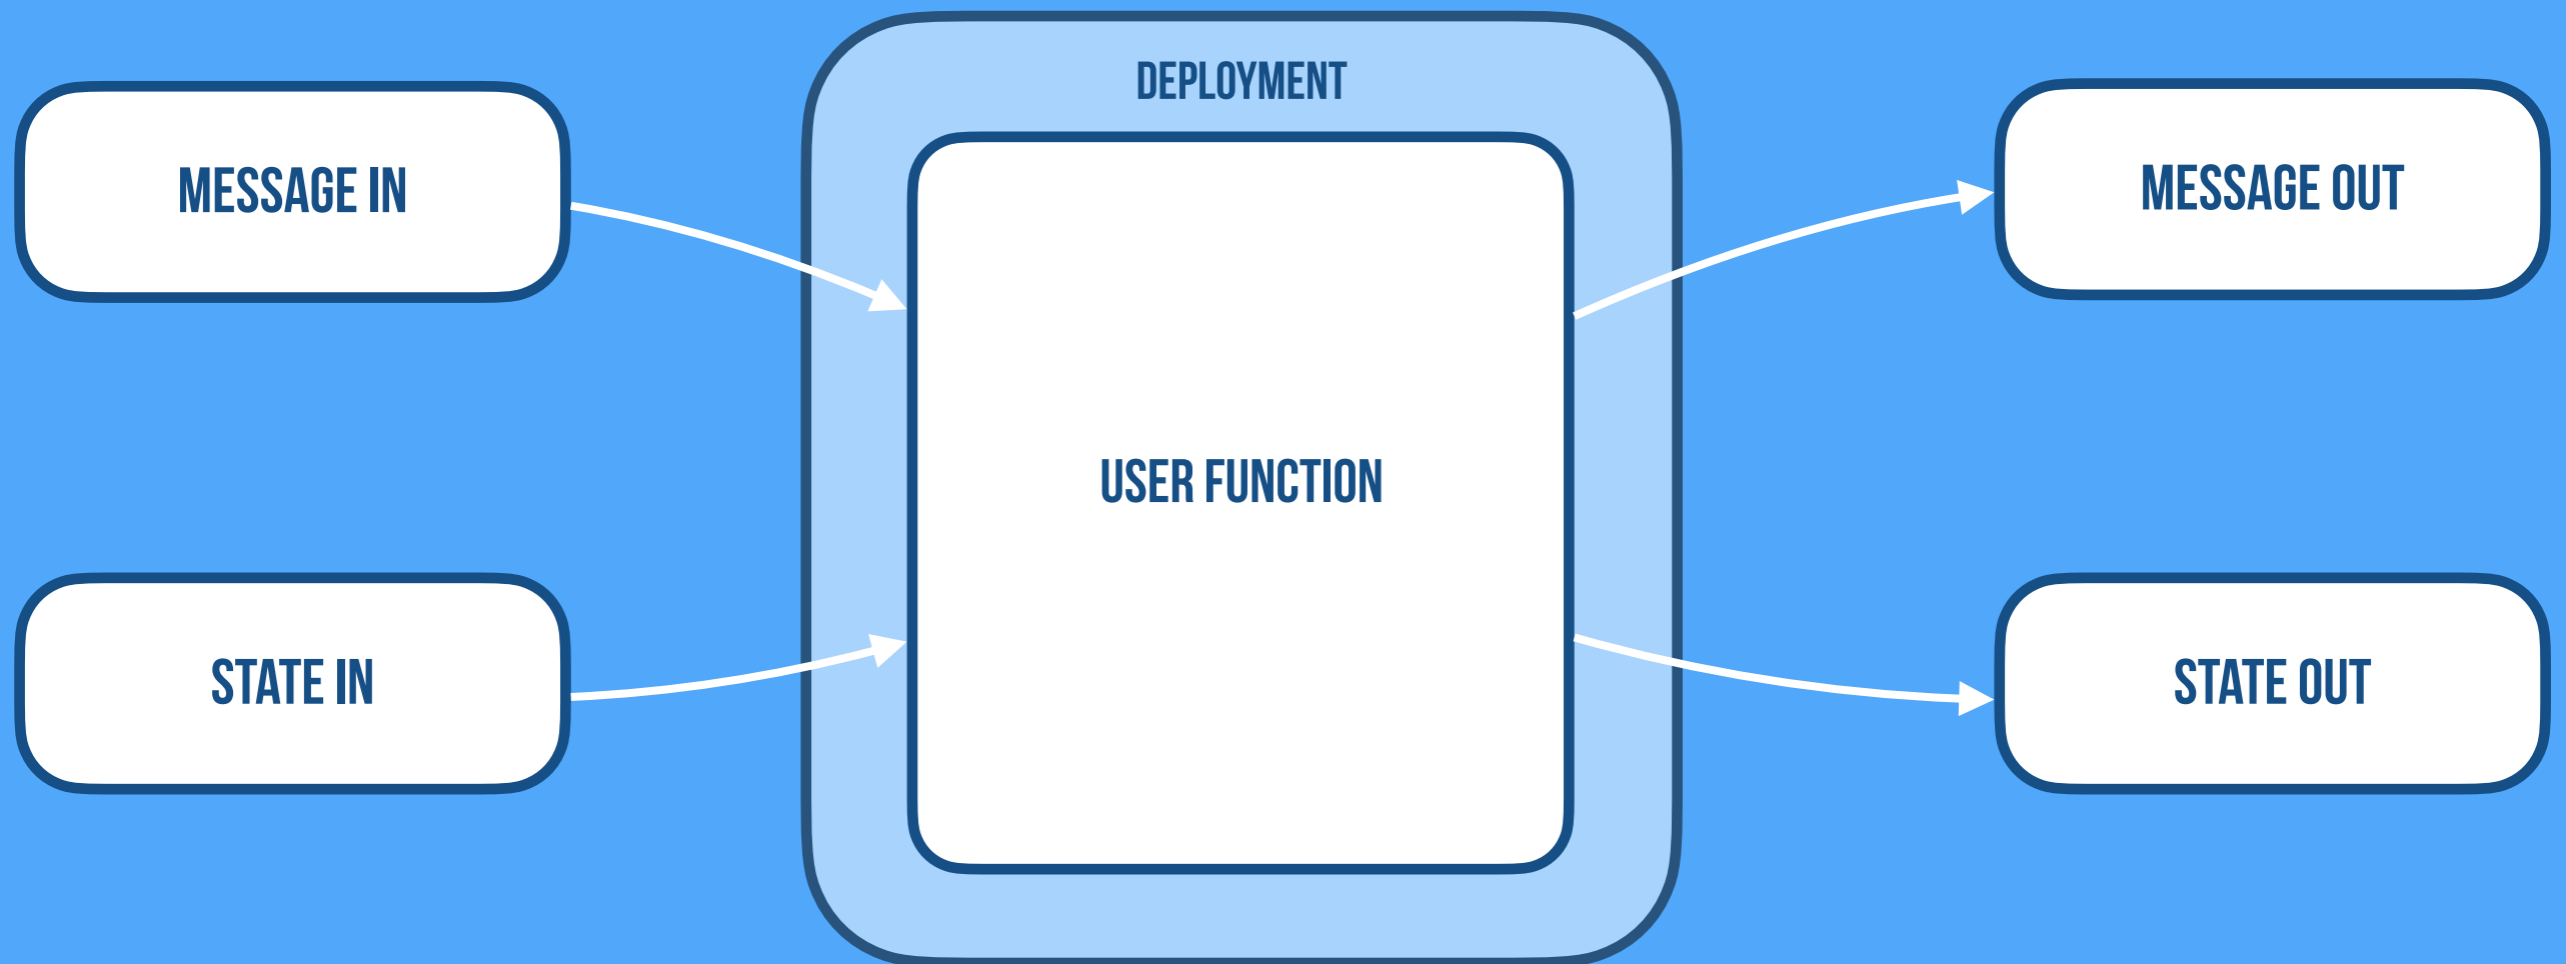 DEPLOYMENT
MESSAGE IN
MESSAGE OUT
USER FUNCTION
STATE IN
STATE OUT